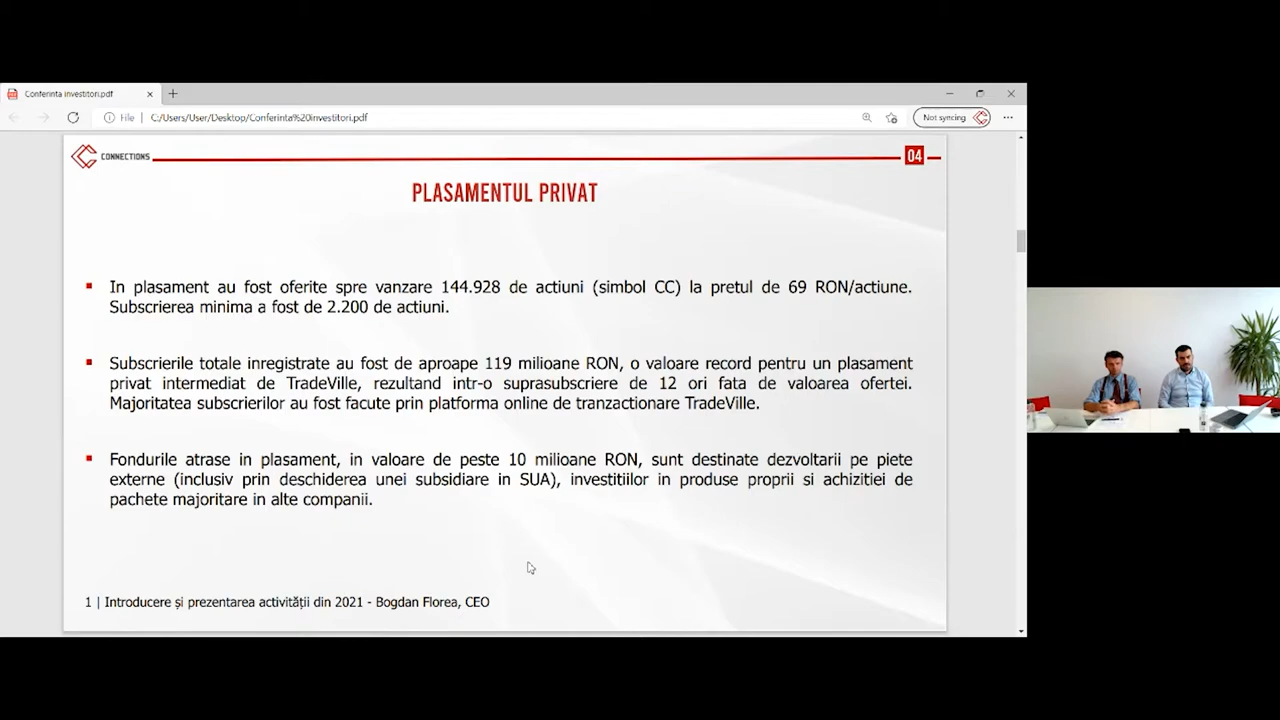 Conferinta investitori.pdf
File
C:/Users/User/Desktop/Conferinta%20investitori.pdf
Not syncing
CONNECTIONS
04
PLASAMENTUL PRIVAT
▪ In plasament au fost oferite spre vanzare 144.928 de actiuni (simbol CC) la pretul de 69 RON/actiune.
Subscrierea minima a fost de 2.200 de actiuni.
▪ Subscrierile totale inregistrate au fost de aproape 119 milioane RON, o valoare record pentru un plasament
privat intermediat de TradeVille, rezultand intr-o suprasubscriere de 12 ori fata de valoarea ofertei.
Majoritatea subscrierilor au fost facute prin platforma online de tranzactionare TradeVille.
▪ Fondurile atrase in plasament, in valoare de peste 10 milioane RON, sunt destinate dezvoltarii pe piete
externe (inclusiv prin deschiderea unei subsidiare in SUA), investitiilor in produse proprii si achizitiei de
pachete majoritare in alte companii.
1 | Introducere și prezentarea activității din 2021 - Bogdan Florea, CEO